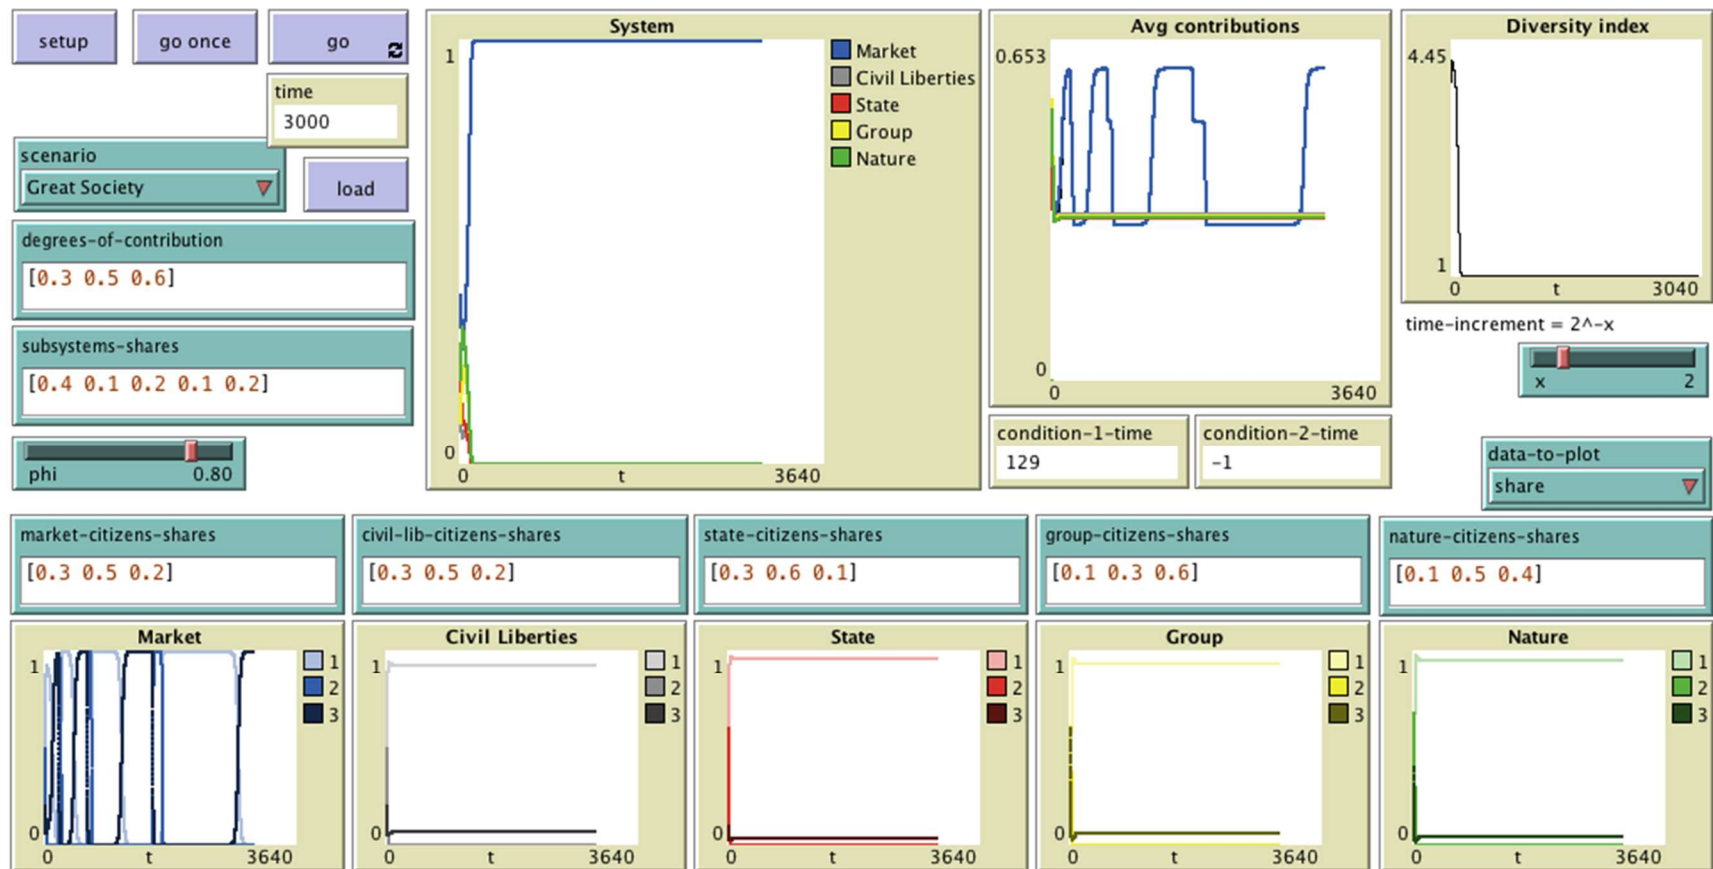 setup
go once
go
time
3000
scenario
Great Society
load
degrees-of-contribution
[0.3 0.5 0.6]
subsystems-shares
[0.4 0.1 0.2 0.1 0.2]
phi 0.80
System
1
0
0 t 3640
Market
Civil Liberties
State
Group
Nature
Avg contributions
0.653
0
0 3640
condition-1-time
129
condition-2-time
-1
Diversity index
4.45
1
0 t 3040
time-increment = 2^-x
x 2
data-to-plot
share
market-citizens-shares
[0.3 0.5 0.2]
civil-lib-citizens-shares
[0.3 0.5 0.2]
state-citizens-shares
[0.3 0.6 0.1]
group-citizens-shares
[0.1 0.3 0.6]
nature-citizens-shares
[0.1 0.5 0.4]
Market
1
0
0 t 3640
1
2
3
Civil Liberties
1
0
0 t 3640
1
2
3
State
1
0
0 t 3640
1
2
3
Group
1
0
0 t 3640
1
2
3
Nature
1
0
0 t 3640
1
2
3